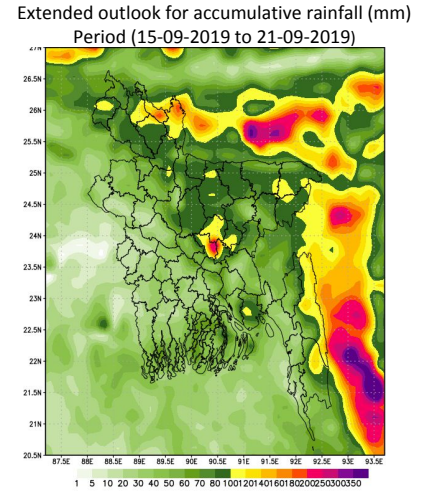 Extended outlook for accumulative rainfall (mm)
Period (15-09-2019 to 21-09-2019)
27N
26.5N
26N
25.5N
25N
24.5N
24N
23.5N
23N
22.5N
22N
21.5N
21N
20.5N
87.5E 88E 88.5E 89E 89.5E 90E 90.5E 91E 91.5E 92E 92.5E 93E 93.5E
1 5 10 20 30 40 50 60 70 80 100120140160180200250300350